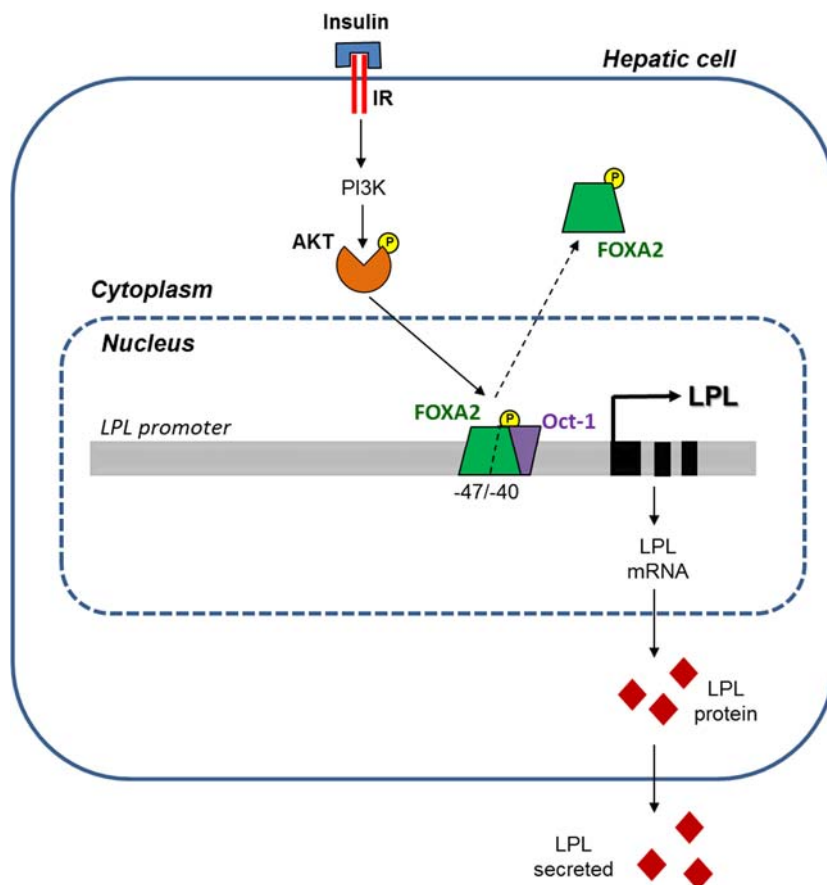 Insulin
Hepatic cell
IR
PI3K
P
FOXA2
AKT
P
Cytoplasm
Nucleus
LPL promoter
FOXA2
P
Oct-1
LPL
-47/-40
LPL
mRNA
LPL
protein
LPL
secreted